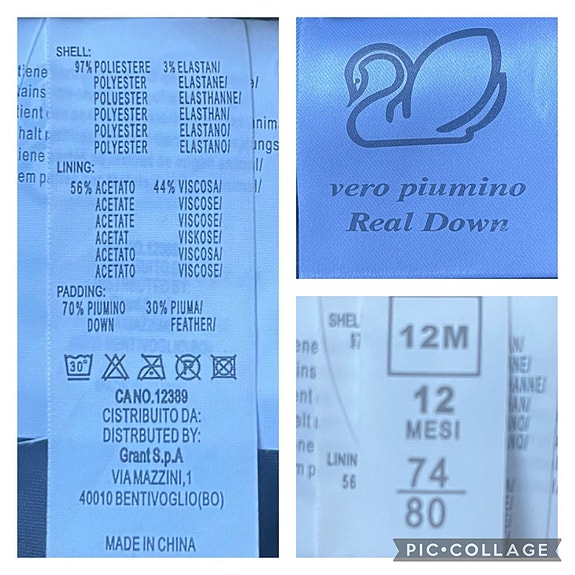 SHELL:
97% POLIESTERE 3% ELASTAN/
POLYESTER ELASTANE/
POLUESTER ELASTHANNE/
POLYESTER ELASTHAN/
POLYESTER ELASTANO/
POLYESTER ELASTANO/
LINING:
56% ACETATO 44% VISCOSA/
ACETATE VISCOSE/
ACETATE VISCOSE/
ACETAT VISKOSE/
ACETATO VISCOSA/
ACETATO VISCOSE/
PADDING:
70% PIUMINO 30% PIUMA/
DOWN FEATHER/
30°
CA NO.12389
CISTRIBUTO DA:
DISTRBUTED BY:
Grant S.p.A
VIA MAZZINI,1
40010 BENTIVOGLIO(BO)
MADE IN CHINA
vero piumino
Real Down
SHEL
12M
12
MESI
LININ
56
74
80
PIC•COLLAGE